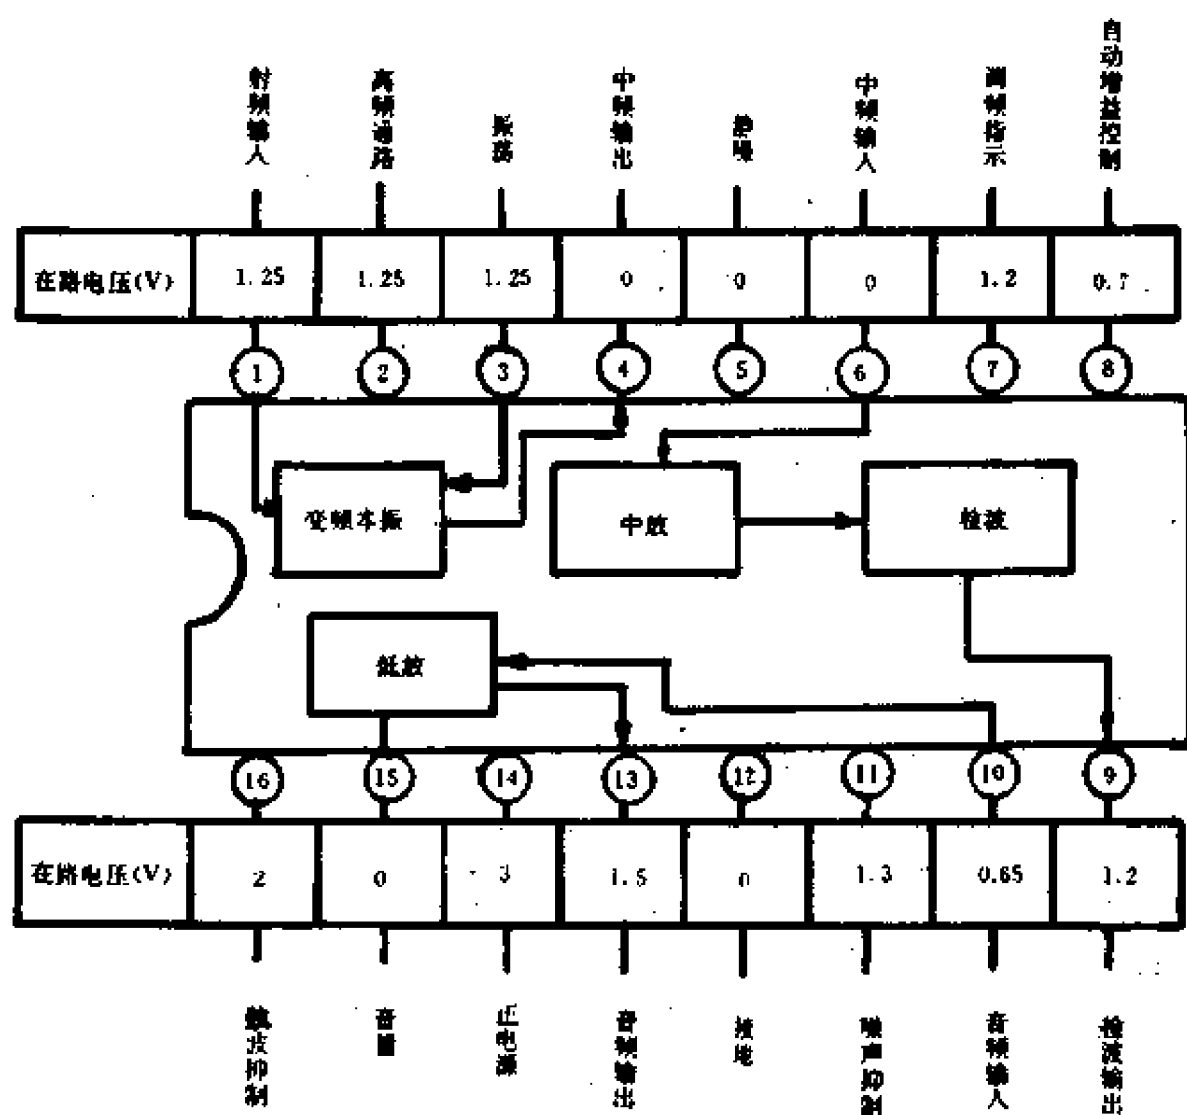 射频输入
高频通路
振荡
中频输出
静噪
中频输入
调频指示
自动增益控制
在路电压(V) 1.25 1.25 1.25 0 0 0 1.2 0.7
1 2 3 4 5 6 7 8
变频本振 中放 检波
低放
16 15 14 13 12 11 10 9
在路电压(V) 2 0 3 1.5 0 1.3 0.65 1.2
纹波抑制
音量
正电源
音频输出
接地
噪声抑制
音频输入
检波输出